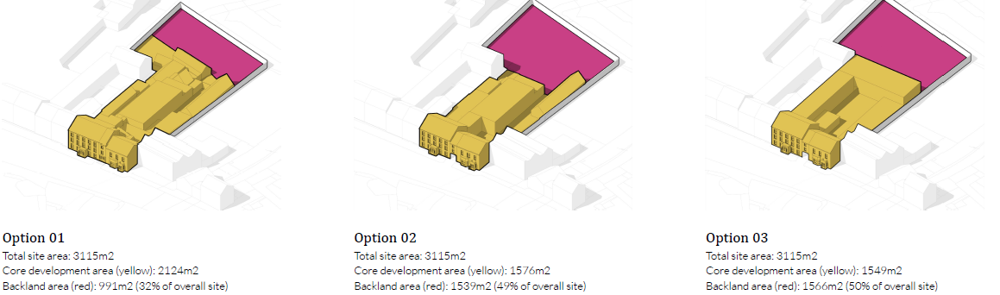 Option 01
Total site area: 3115m2
Core development area (yellow): 2124m2
Backland area (red): 991m2 (32% of overall site)
Option 02
Total site area: 3115m2
Core development area (yellow): 1576m2
Backland area (red): 1539m2 (49% of overall site)
Option 03
Total site area: 3115m2
Core development area (yellow): 1549m2
Backland area (red): 1566m2 (50% of overall site)